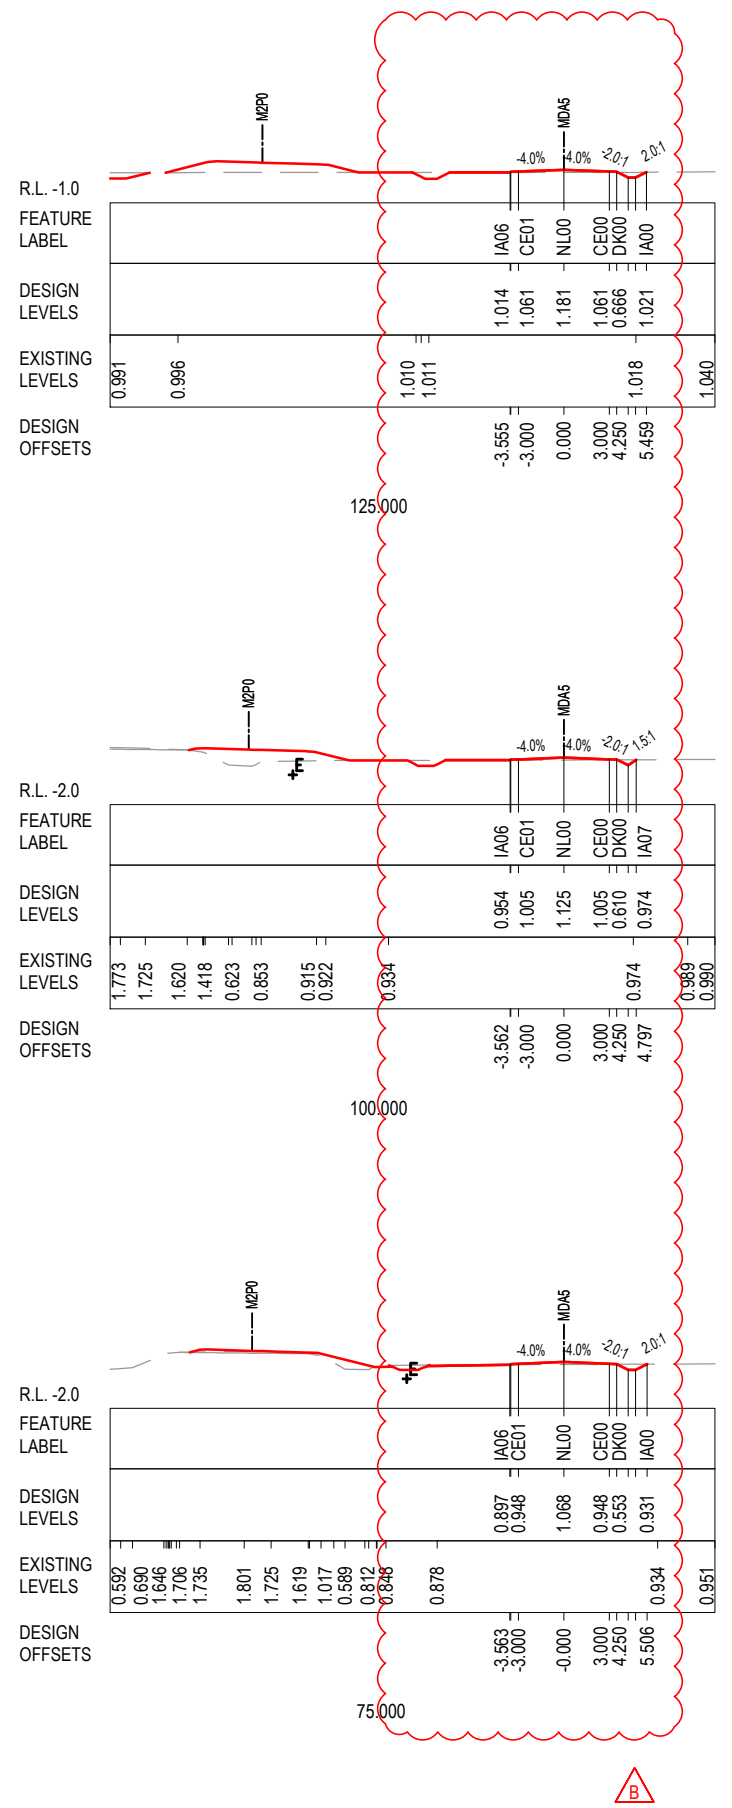 M2P0 MDA5
-4.0% -4.0% -2.0:1 2.0:1
R.L. -1.0
FEATURE LABEL IA06 CE01 NL00 CE00 DK00 IA00
DESIGN LEVELS 1.014 1.061 1.181 1.061 0.666 1.021
EXISTING LEVELS 0.991 0.996 1.010 1.011 1.018 1.040
DESIGN OFFSETS -3.555 -3.000 0.000 3.000 4.250 5.459
125.000
M2P0 MDA5
-4.0% -4.0% -2.0:1 1.5:1
E
R.L. -2.0
FEATURE LABEL IA06 CE01 NL00 CE00 DK00 IA07
DESIGN LEVELS 0.954 1.005 1.125 1.005 0.610 0.974
EXISTING LEVELS 1.773 1.725 1.620 1.418 0.623 0.853 0.915 0.922 0.934 0.974 0.989 0.990
DESIGN OFFSETS -3.562 -3.000 0.000 3.000 4.250 4.797
100.000
M2P0 MDA5
-4.0% -4.0% -2.0:1 2.0:1
E
R.L. -2.0
FEATURE LABEL IA06 CE01 NL00 CE00 DK00 IA00
DESIGN LEVELS 0.897 0.948 1.068 0.948 0.553 0.931
EXISTING LEVELS 0.592 0.690 1.646 1.706 1.735 1.801 1.725 1.619 1.017 0.589 0.812 0.846 0.878 0.934 0.951
DESIGN OFFSETS -3.563 -3.000 -0.000 3.000 4.250 5.506
75.000
B